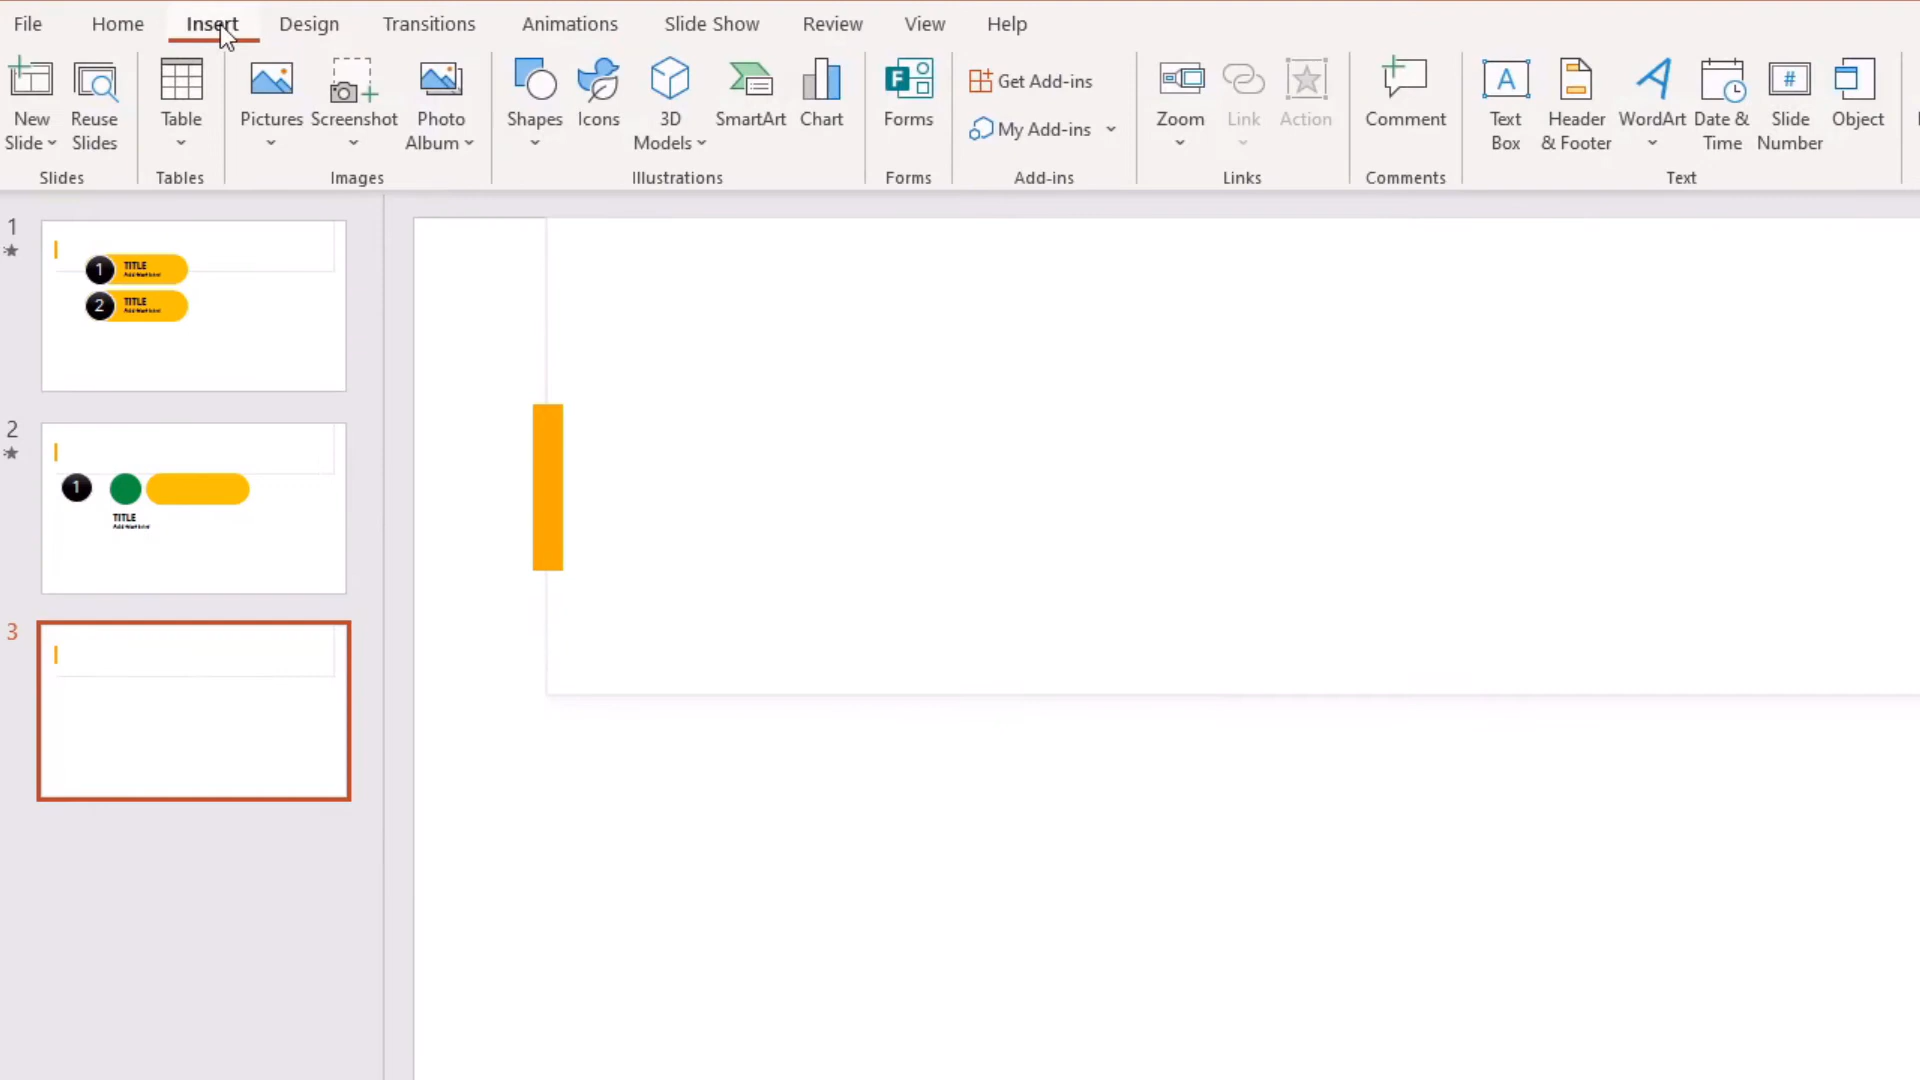 File Home Insert Design Transitions Animations Slide Show Review View Help
New Slide
Reuse Slides
Slides
Table
Tables
Pictures
Screenshot
Photo Album
Images
Shapes
Icons
3D Models
SmartArt
Chart
Illustrations
Forms
Forms
Get Add-ins
My Add-ins
Add-ins
Zoom
Link
Action
Links
Comment
Comments
A
Text Box
Header & Footer
WordArt
Date & Time
#
Slide Number
Object
Text
1
1
TITLE
2
TITLE
2
1
TITLE
3